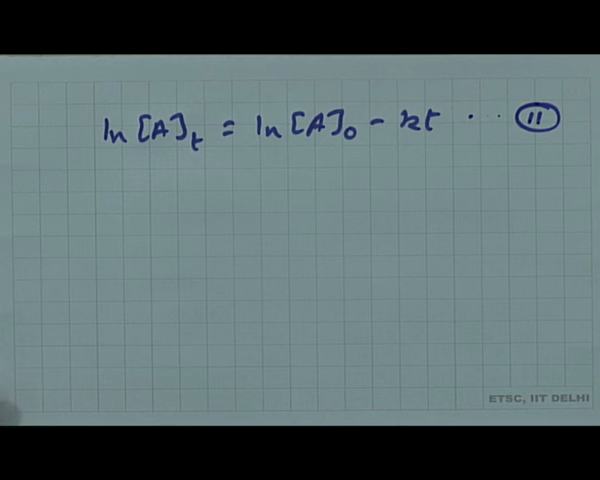 ln [A]t = ln [A]0 - kt ... 11
ETSC, IIT DELHI